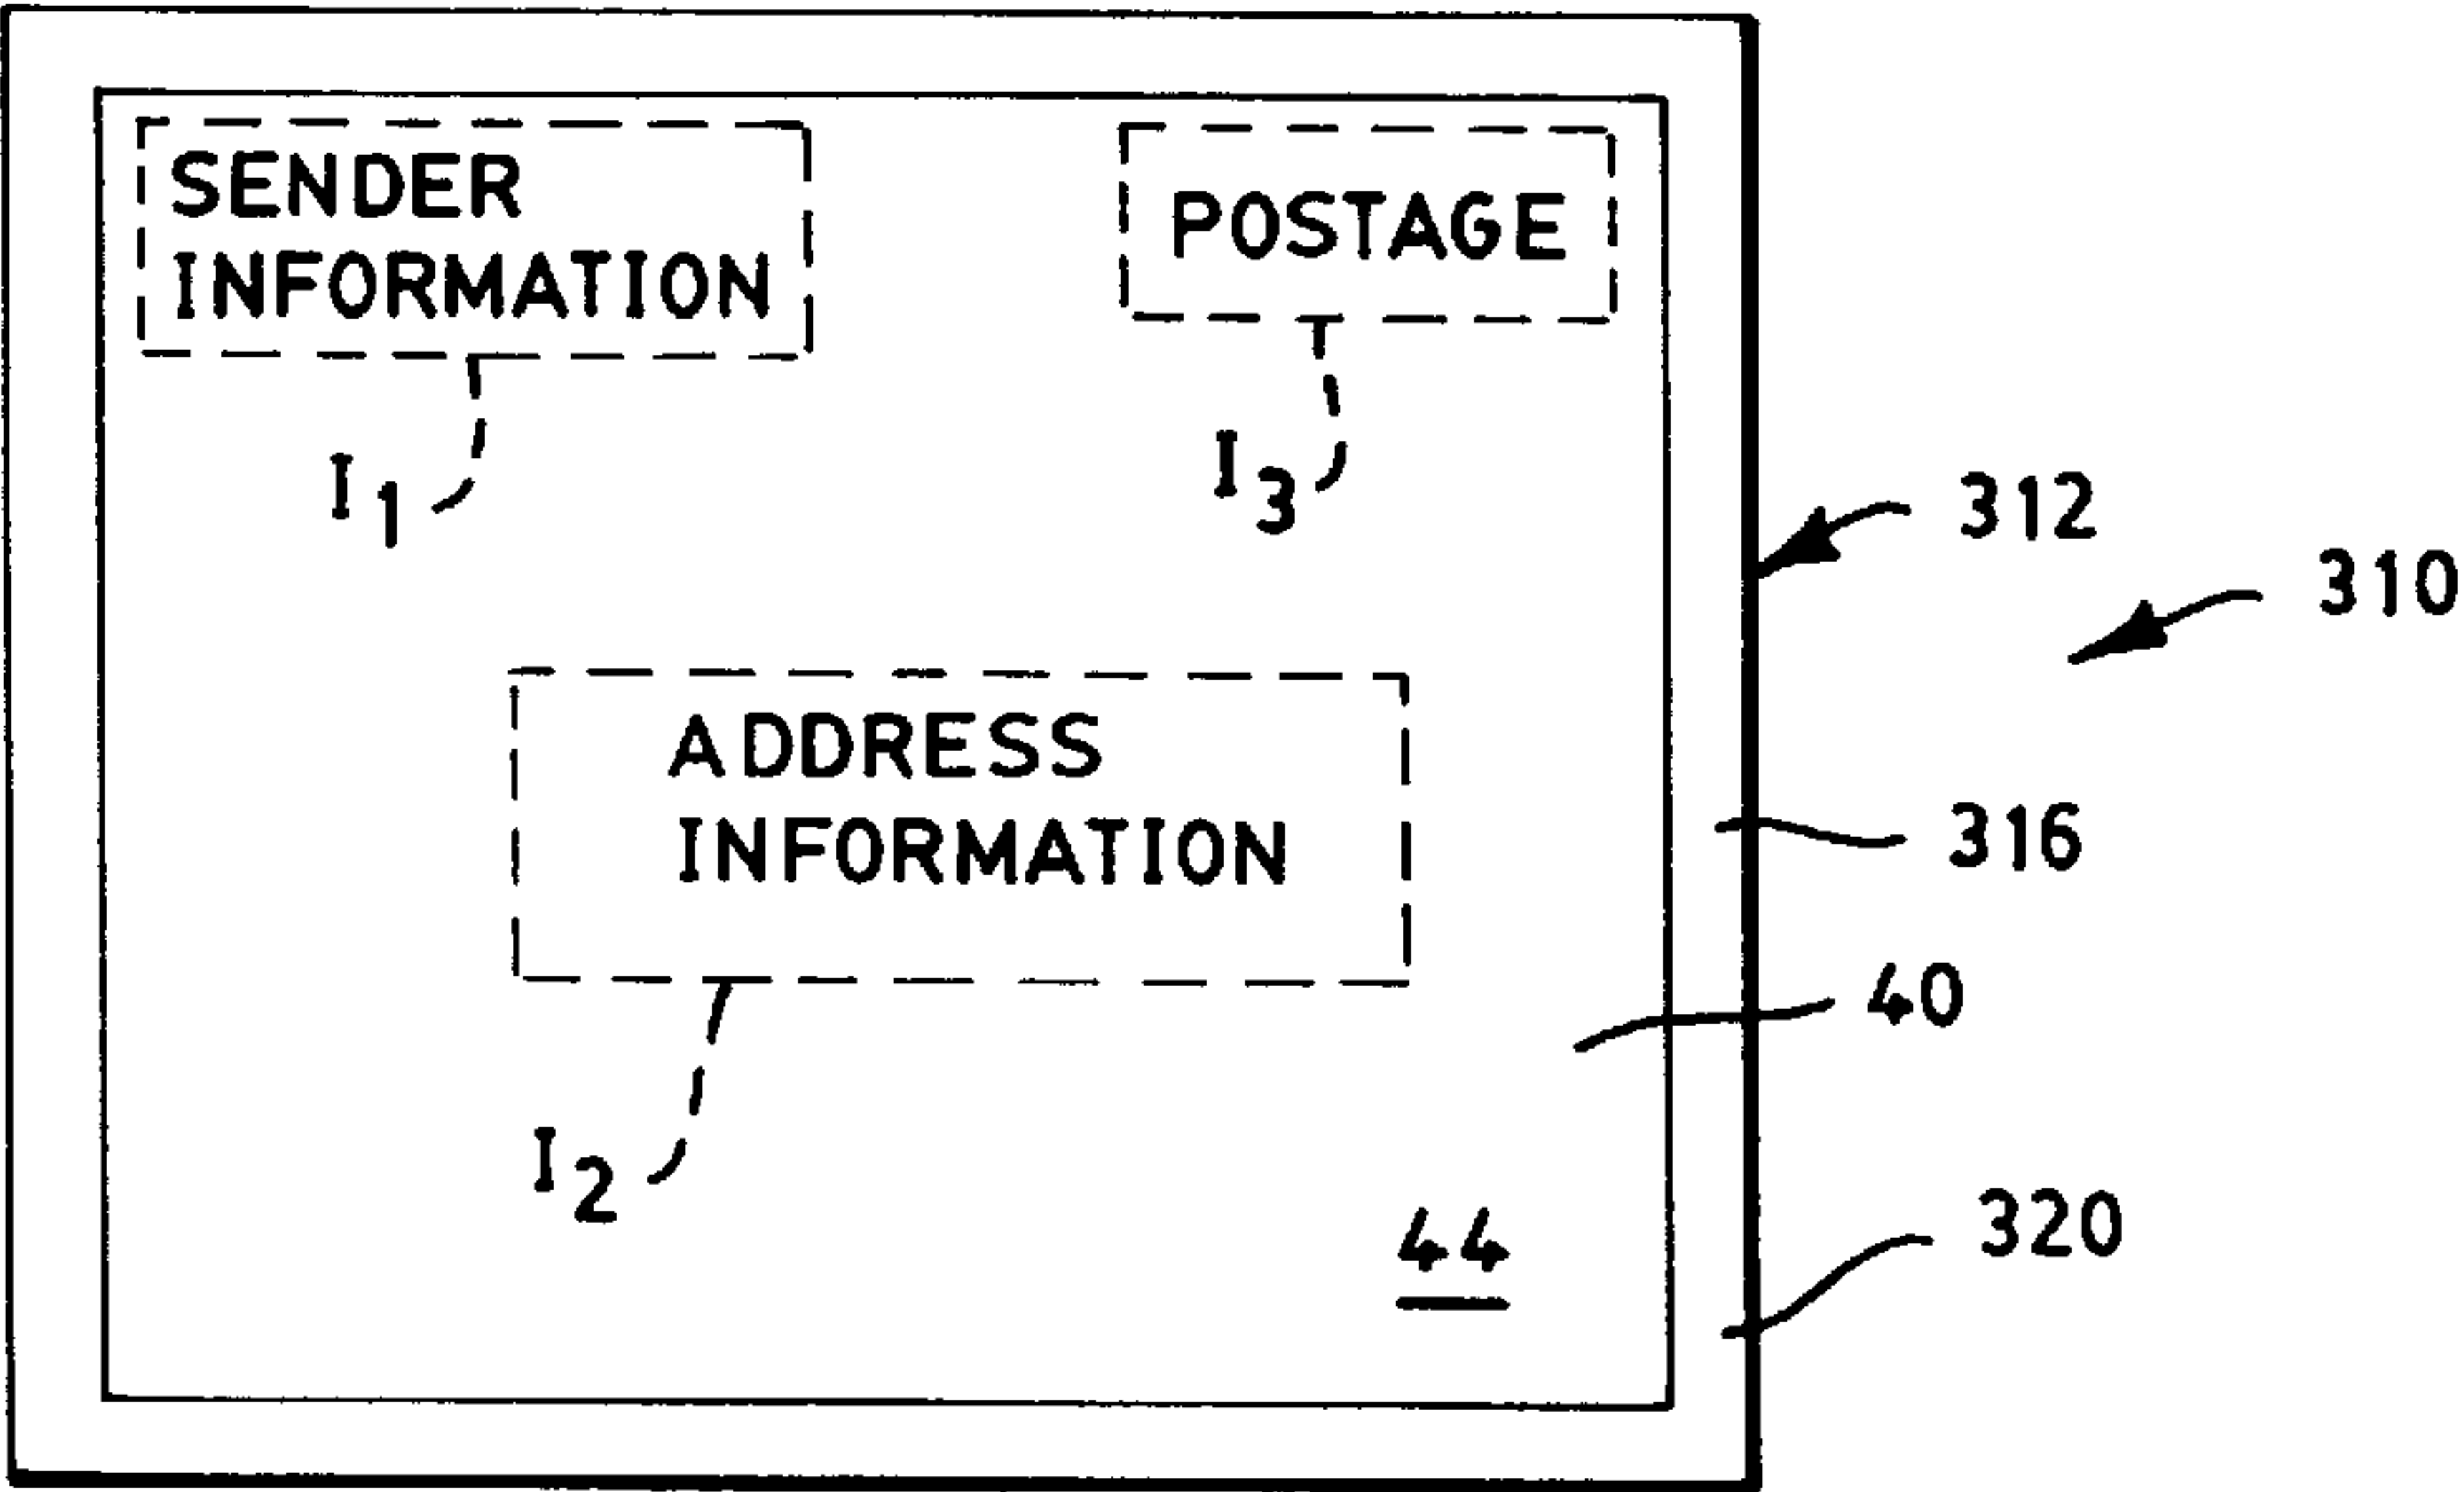 SENDER
INFORMATION
POSTAGE
I1
I3
312
310
ADDRESS
INFORMATION
316
40
I2
44
320